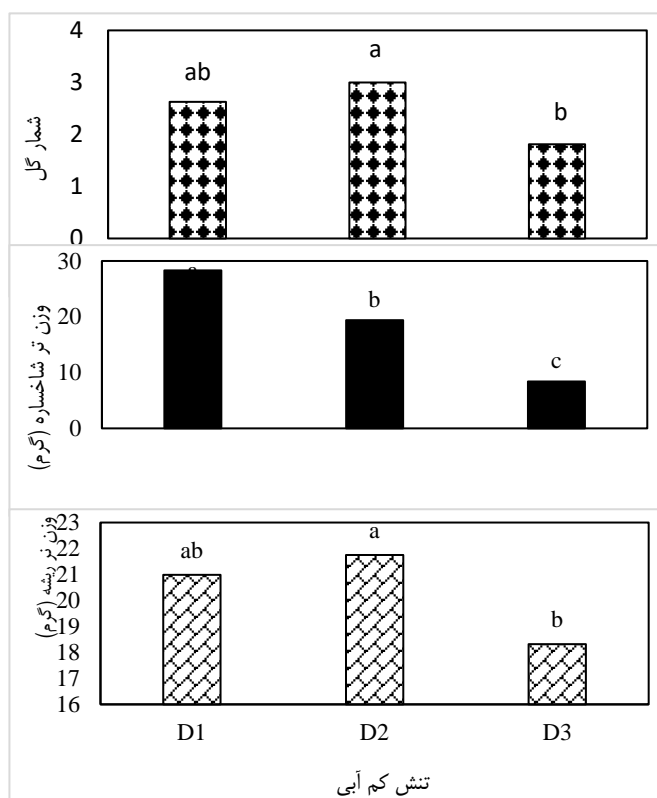 شمار گل
4
3
2
1
0
ab
a
b
وزن تر شاخساره (گرم)
30
20
10
0
b
c
وزن تر ریشه (گرم)
23
22
21
20
19
18
17
16
ab
a
b
D1 D2 D3
تنش کم آبی